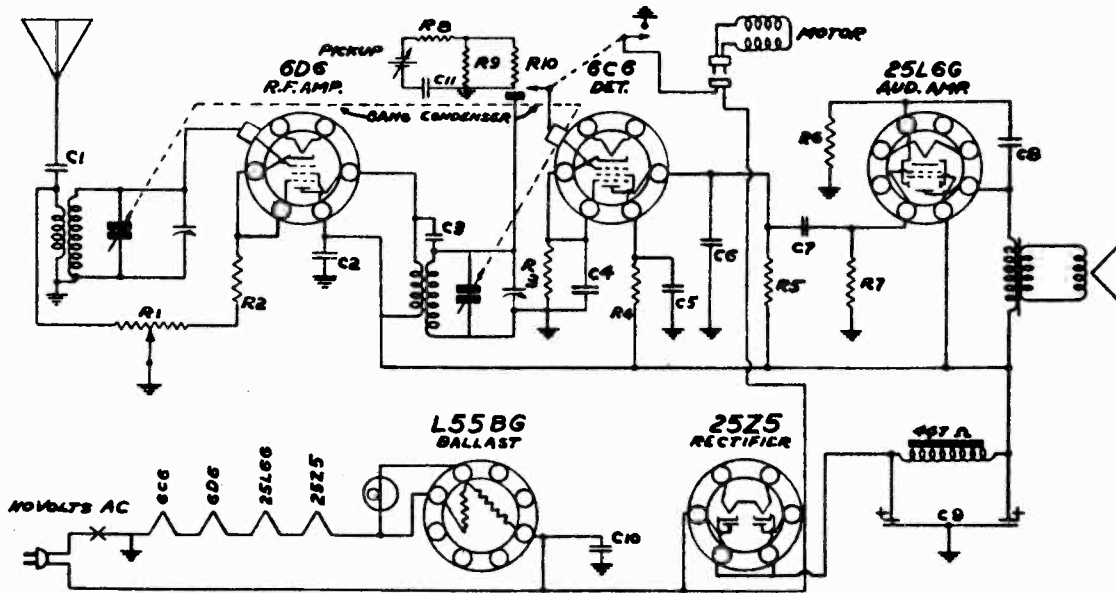 R8
PICKUP
R9
R10
C11
MOTOR
6D6
R.F. AMP.
6C6
DET.
25L6G
AUD. AMP.
GANG CONDENSER
R6
C8
C1
C2
C3
R3
C4
C6
C7
R2
R1
R4
C5
R5
R7
L55BG
BALLAST
25Z5
RECTIFIER
447 Ω
6C6
6D6
25L6G
25Z5
110 VOLTS AC
C10
C9
+
+